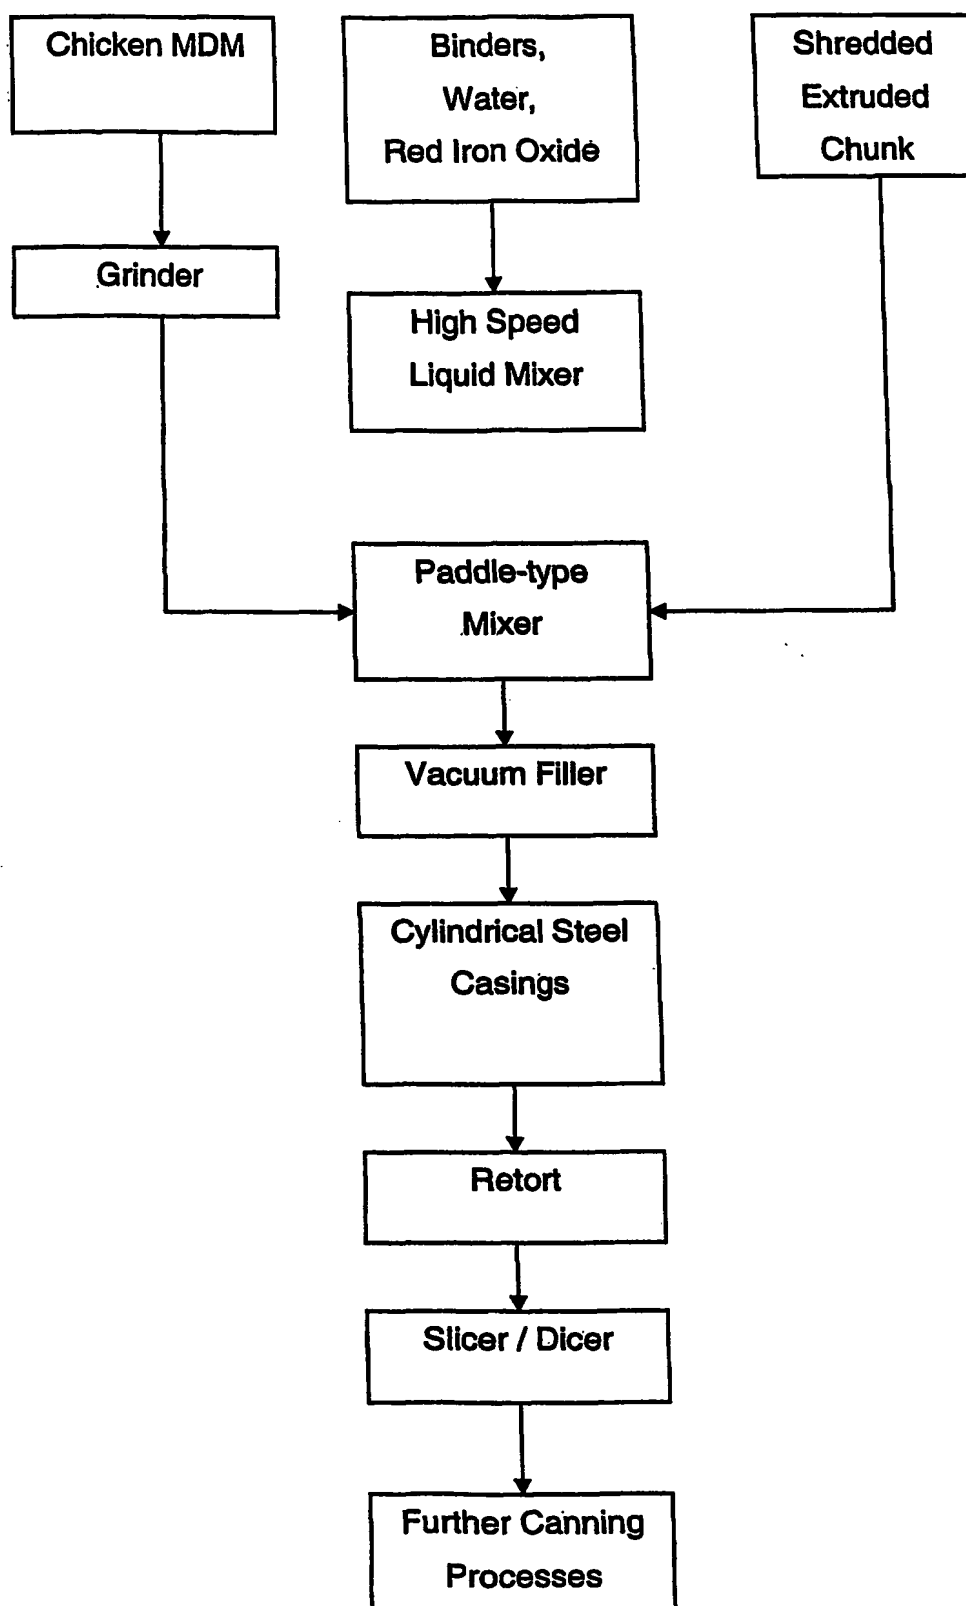 Chicken MDM
Binders,
Water,
Red Iron Oxide
Shredded
Extruded
Chunk
Grinder
High Speed
Liquid Mixer
Paddle-type
Mixer
Vacuum Filler
Cylindrical Steel
Casings
Retort
Slicer / Dicer
Further Canning
Processes